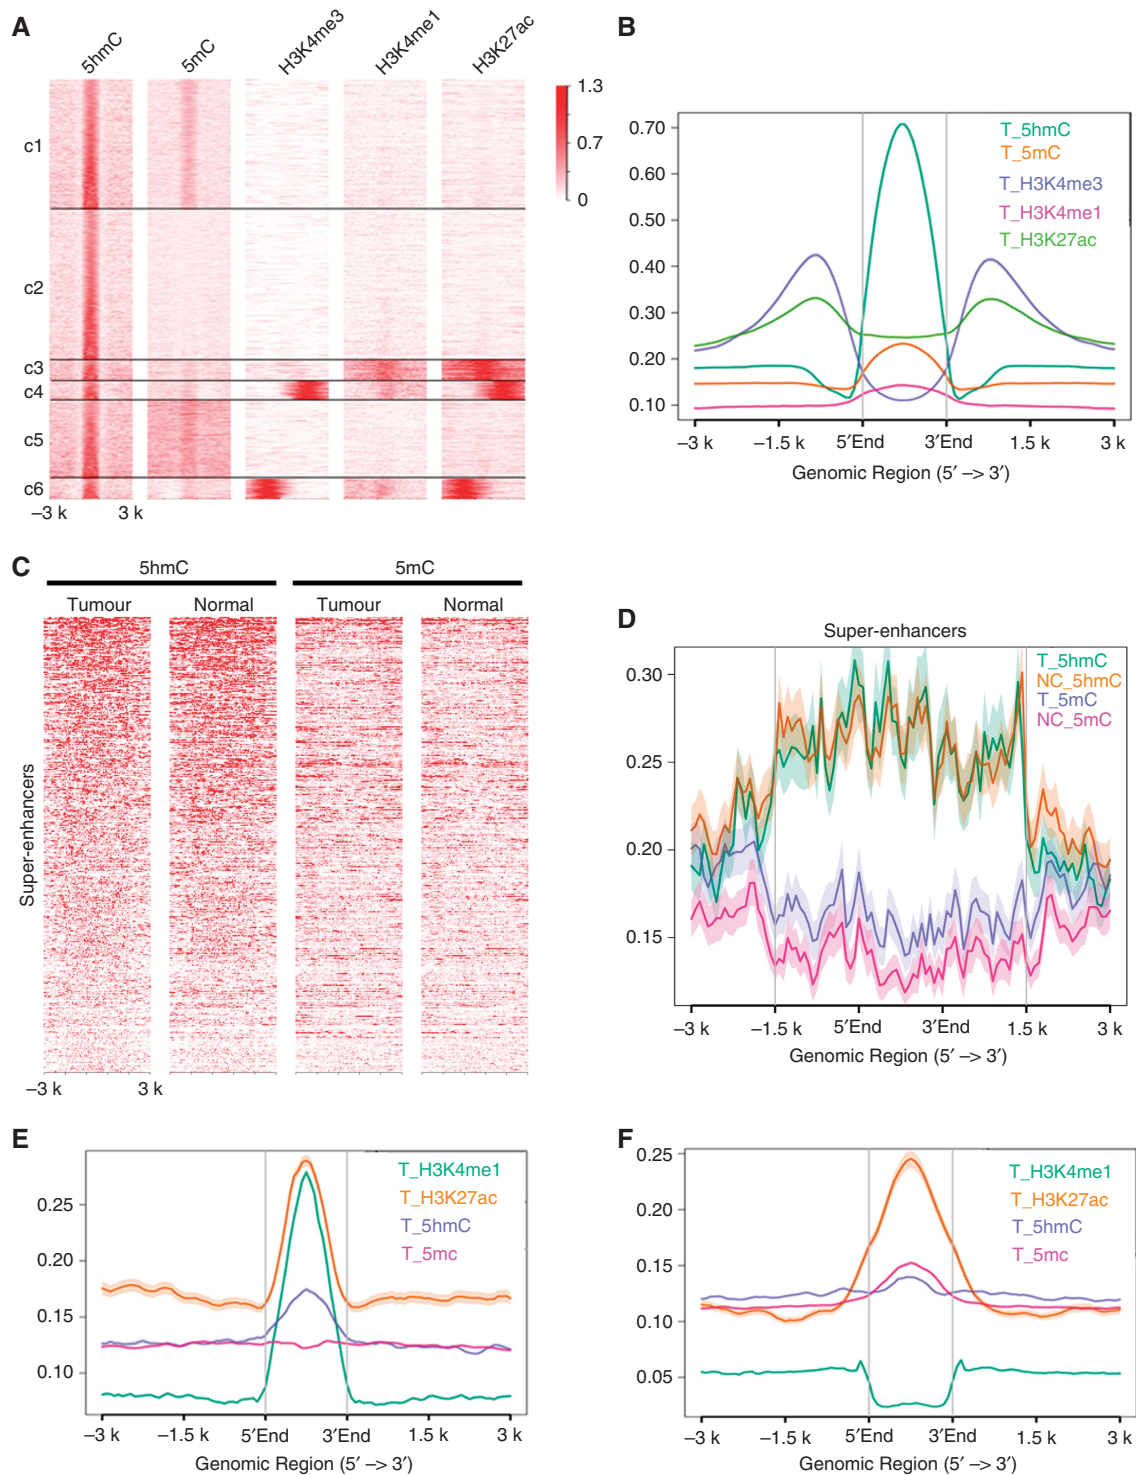 A
5hmC
5mC
H3K4me3
H3K4me1
H3K27ac
c1
c2
c3
c4
c5
c6
–3 k
3 k
1.3
0.7
0
B
0.70
0.60
0.50
0.40
0.30
0.20
0.10
T_5hmC
T_5mC
T_H3K4me3
T_H3K4me1
T_H3K27ac
–3 k –1.5 k 5′End 3′End 1.5 k 3 k
Genomic Region (5′ –> 3′)
C
5hmC 5mC
Tumour Normal Tumour Normal
Super-enhancers
–3 k 3 k
D
Super-enhancers
0.30
0.25
0.20
0.15
T_5hmC
NC_5hmC
T_5mC
NC_5mC
–3 k –1.5 k 5′End 3′End 1.5 k 3 k
Genomic Region (5′ –> 3′)
E
0.25
0.20
0.15
0.10
T_H3K4me1
T_H3K27ac
T_5hmC
T_5mc
–3 k –1.5 k 5′End 3′End 1.5 k 3 k
Genomic Region (5′ –> 3′)
F
0.25
0.20
0.15
0.10
0.05
T_H3K4me1
T_H3K27ac
T_5hmC
T_5mc
–3 k –1.5 k 5′End 3′End 1.5 k 3 k
Genomic Region (5′ –> 3′)